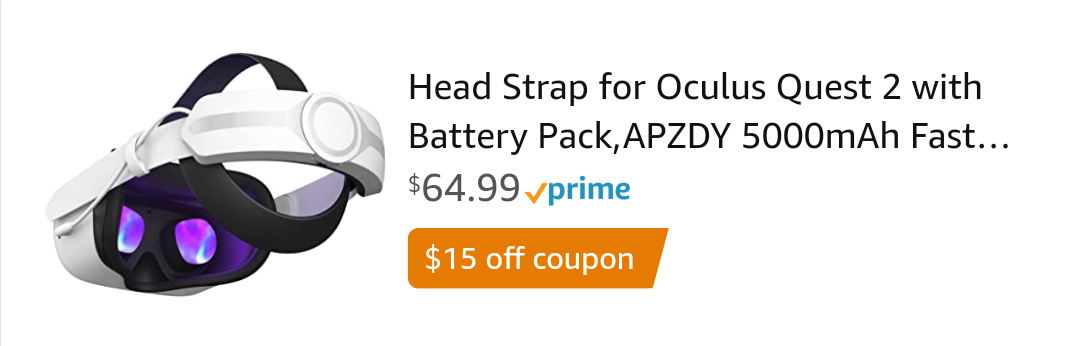 Head Strap for Oculus Quest 2 with
Battery Pack,APZDY 5000mAh Fast...
$64.99 prime
$15 off coupon